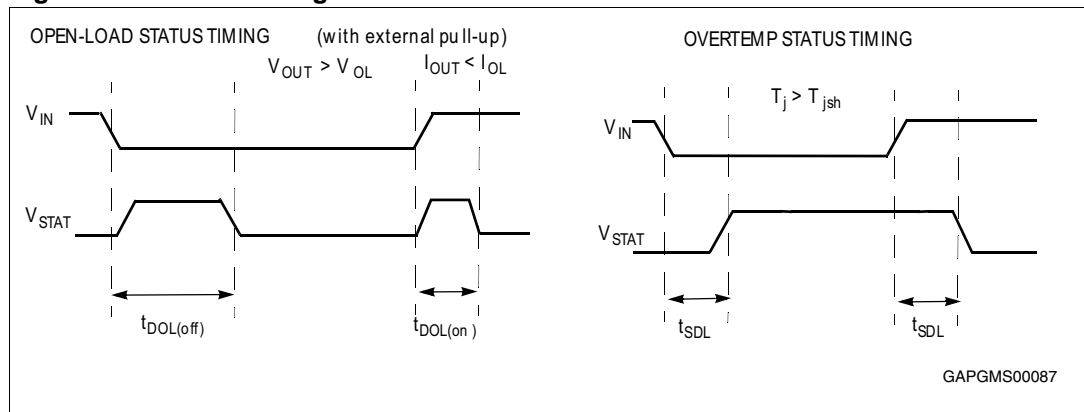 OPEN-LOAD STATUS TIMING (with external pull-up)
V_OUT > V_OL I_OUT < I_OL
V_IN
V_STAT
t_DOL(off) t_DOL(on)
OVERTEMP STATUS TIMING
T_j > T_jsh
V_IN
V_STAT
t_SDL t_SDL
GAPGMS00087